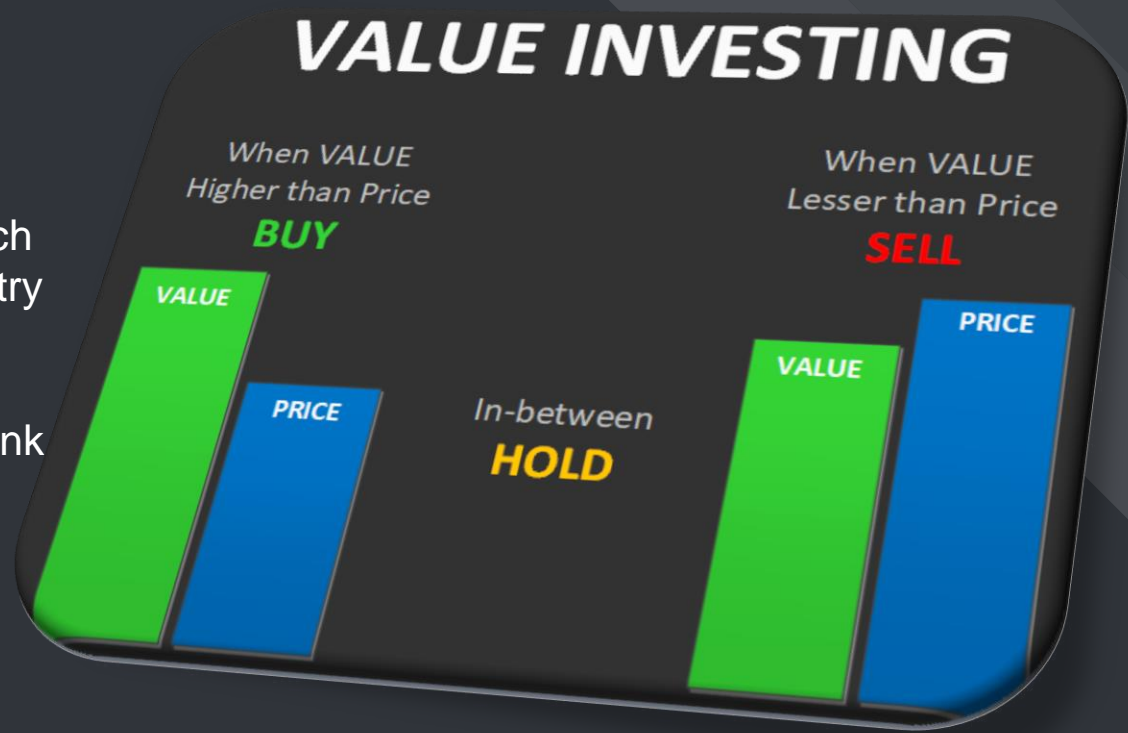 VALUE INVESTING
When VALUE
Higher than Price
BUY
VALUE
PRICE
In-between
HOLD
When VALUE
Lesser than Price
SELL
VALUE
PRICE